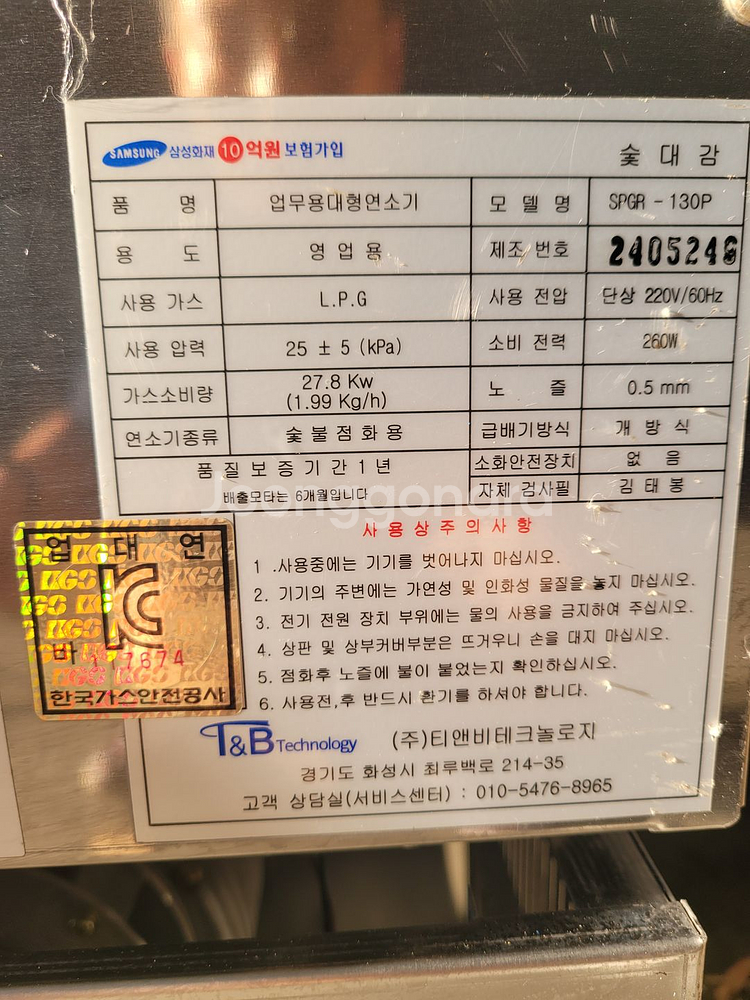 SAMSUNG 삼성화재 10억원 보험가입
숯 대 감
품 명 업무용대형연소기 모 델 명 SPGR - 130P
용 도 영 업 용 제조 번호 2405248
사용 가스 L.P.G 사용 전압 단상 220V/60Hz
사용 압력 25 ± 5 (kPa) 소비 전력 260W
가스소비량 27.8 Kw
(1.99 Kg/h) 노 즐 0.5 mm
연소기종류 숯불점화용 급배기방식 개 방 식
품 질 보 증 기 간 1 년 소화안전장치 없 음
배출모타는 6개월입니다 자체 검사필 김 태 봉
Joonggonara
사 용 상 주 의 사 항
1 .사용중에는 기기를 벗어나지 마십시오.
2. 기기의 주변에는 가연성 및 인화성 물질을 놓지 마십시오.
3. 전기 전원 장치 부위에는 물의 사용을 금지하여 주십시오.
4. 상판 및 상부커버부분은 뜨거우니 손을 대지 마십시오.
5. 점화후 노즐에 불이 붙었는지 확인하십시오.
6. 사용전,후 반드시 환기를 하셔야 합니다.
업 대 연
KC
바 7674
한국가스안전공사
T&B Technology (주)티앤비테크놀로지
경기도 화성시 최루백로 214-35
고객 상담실(서비스센터) : 010-5476-8965